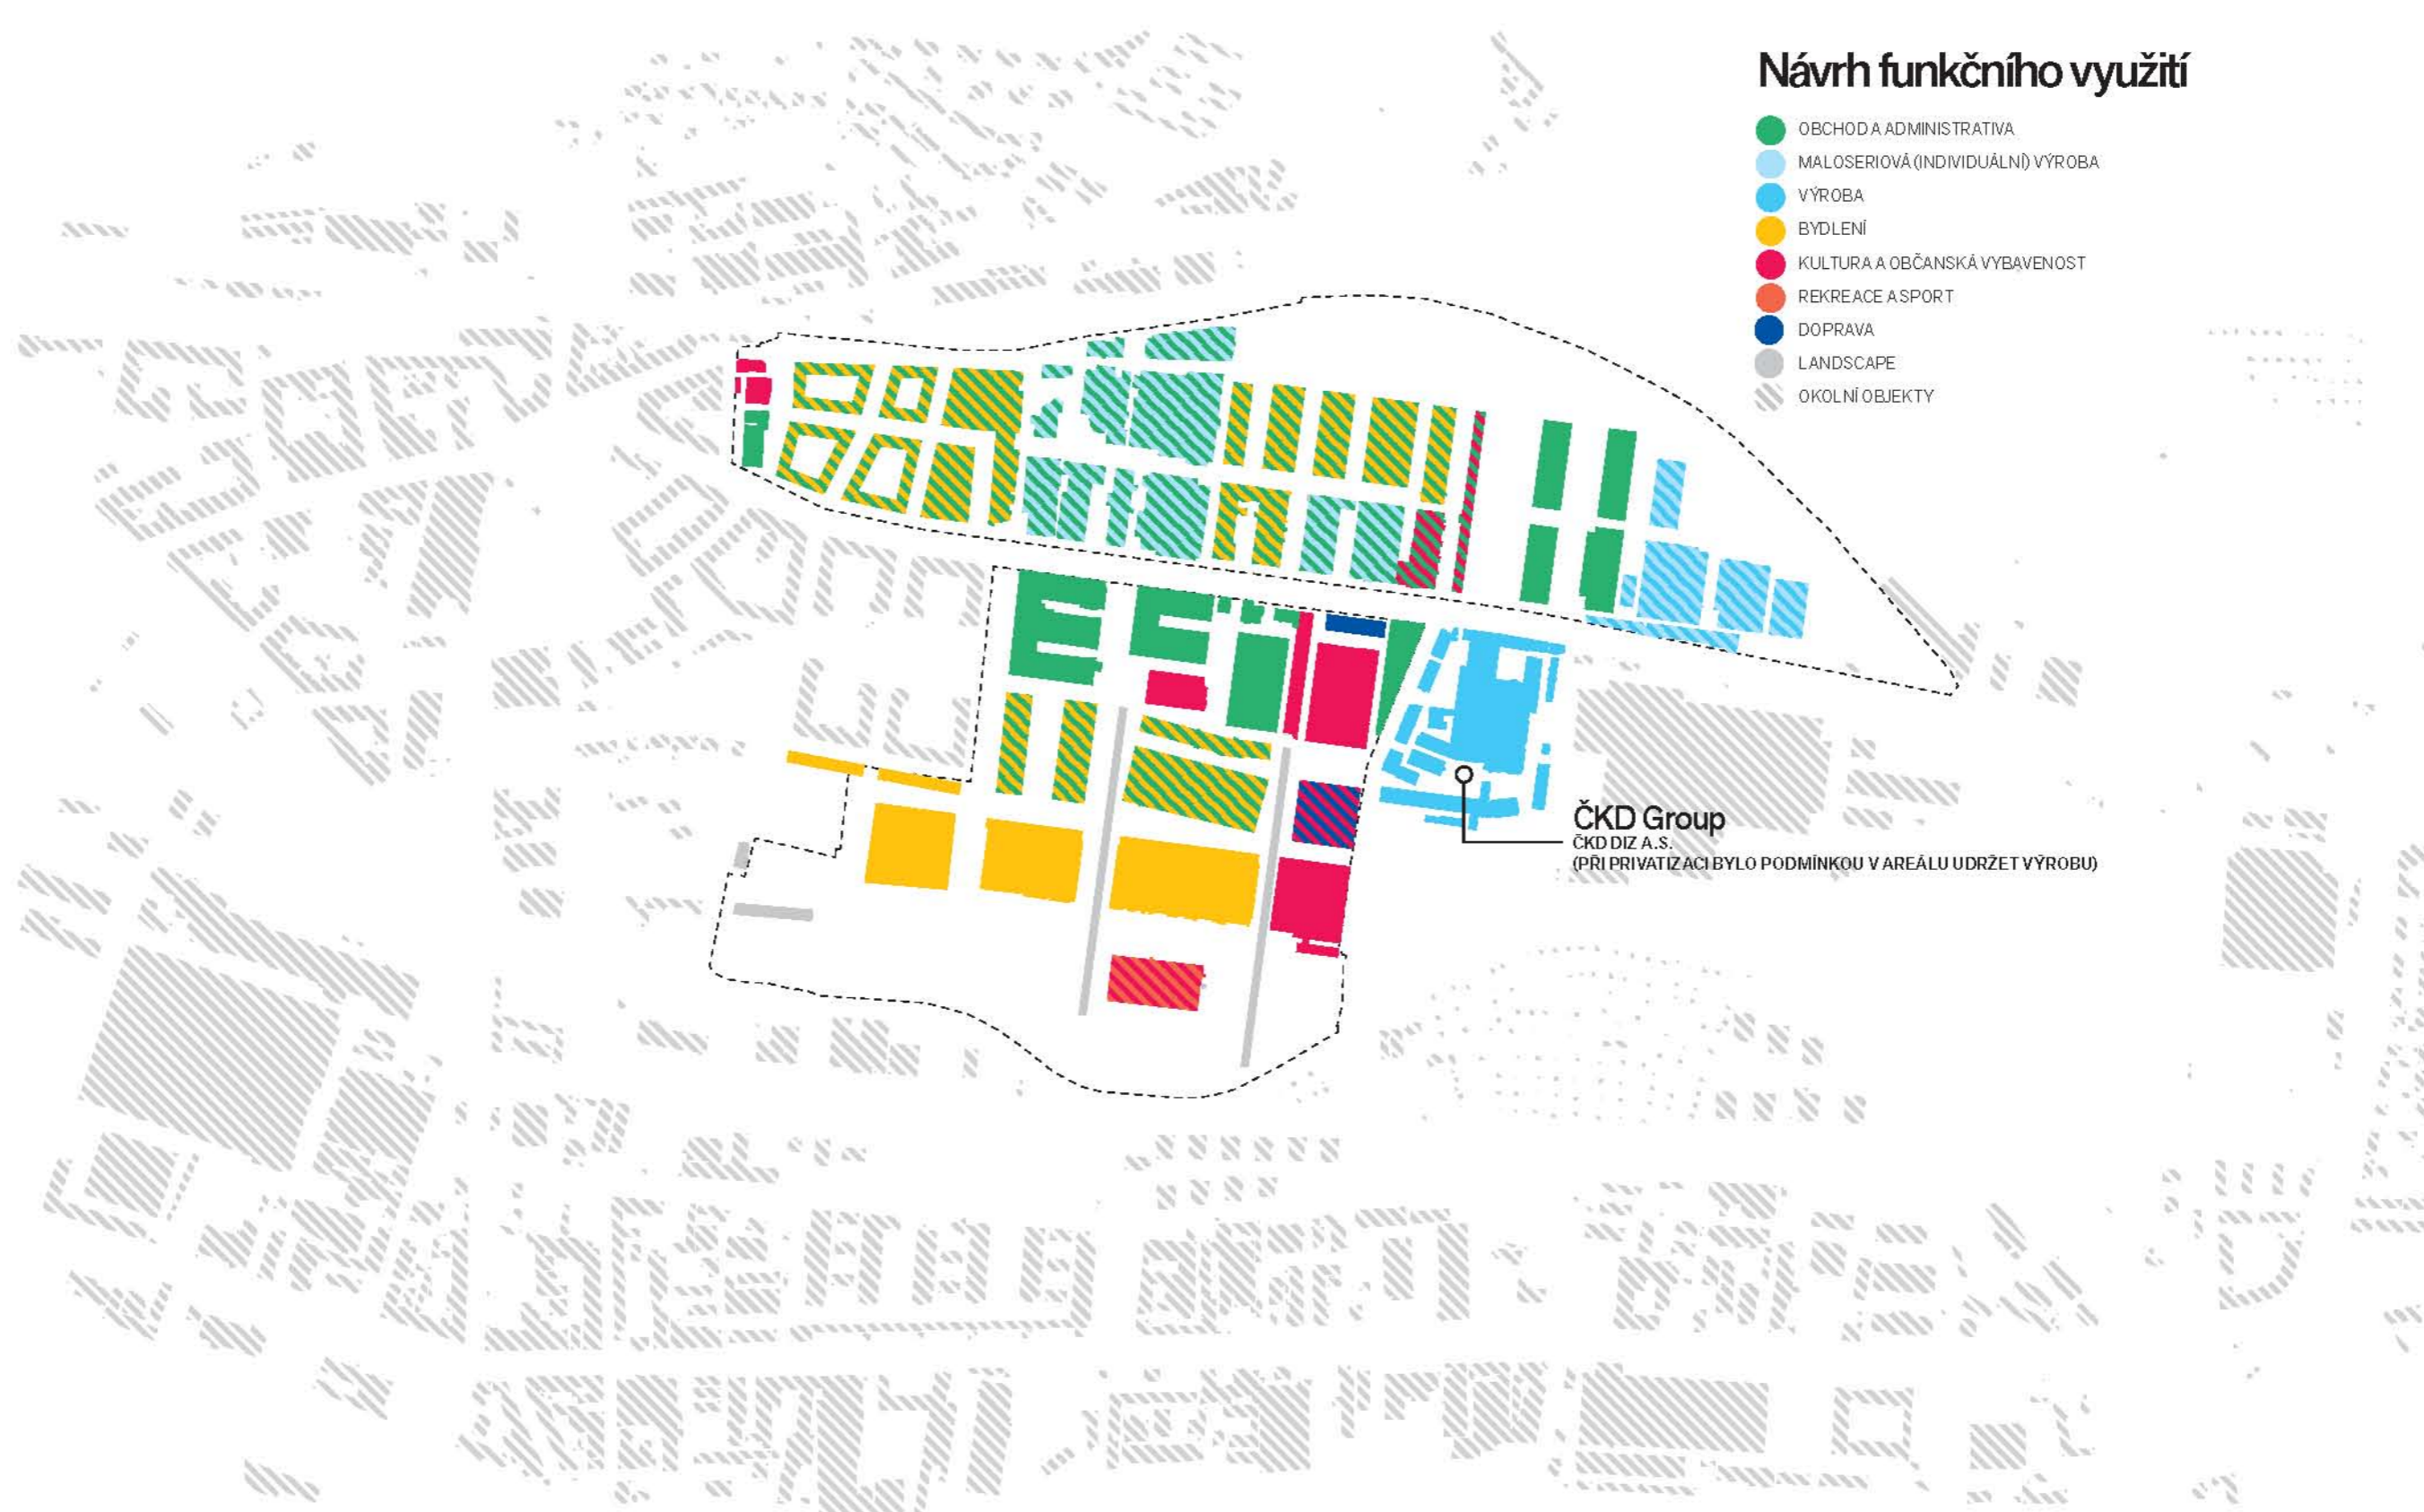 Návrh funkčního využití
OBCHOD A ADMINISTRATIVA
MALOSERIOVÁ (INDIVIDUÁLNÍ) VÝROBA
VÝROBA
BYDLENÍ
KULTURA A OBČANSKÁ VYBAVENOST
REKREACE A SPORT
DOPRAVA
LANDSCAPE
OKOLNÍ OBJEKTY
ČKD Group
ČKD DIZ A.S.
(PŘI PRIVATIZACI BYLO PODMÍNKOU V AREÁLU UDRŽET VÝROBU)